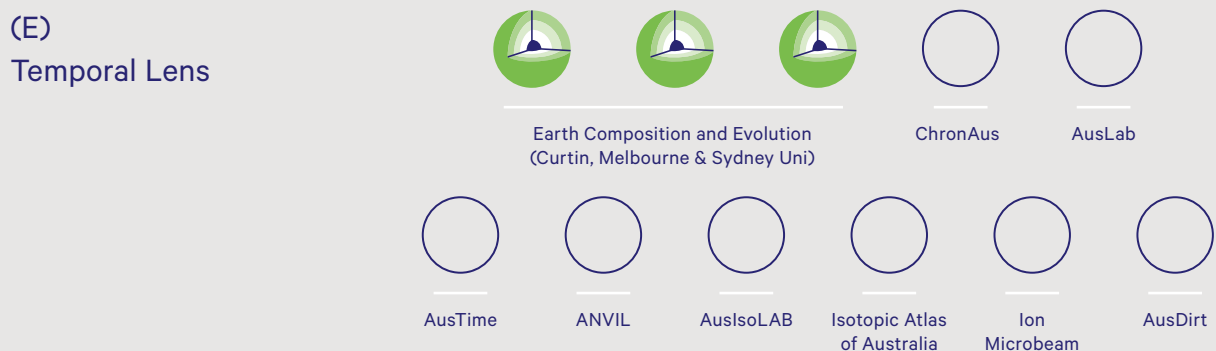 (E)
Temporal Lens
Earth Composition and Evolution
(Curtin, Melbourne & Sydney Uni)
ChronAus
AusLab
AusTime
ANVIL
AusIsoLAB
Isotopic Atlas
of Australia
Ion
Microbeam
AusDirt